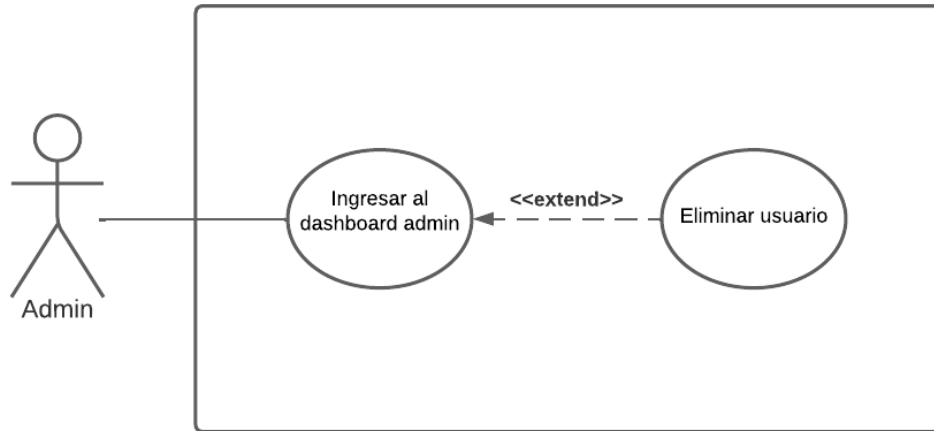 Ingresar al
dashboard admin
<<extend>>
Eliminar usuario
Admin